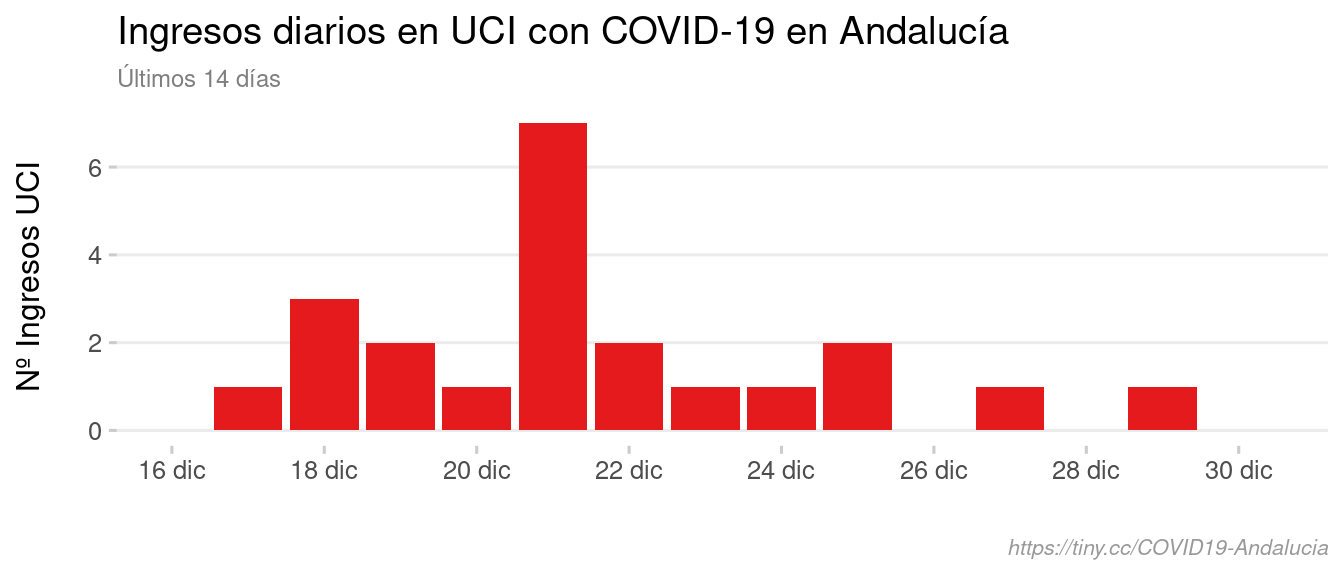 Ingresos diarios en UCI con COVID-19 en Andalucía
Últimos 14 días
Nº Ingresos UCI
6
4
2
0
16 dic
18 dic
20 dic
22 dic
24 dic
26 dic
28 dic
30 dic
https://tiny.cc/COVID19-Andalucia